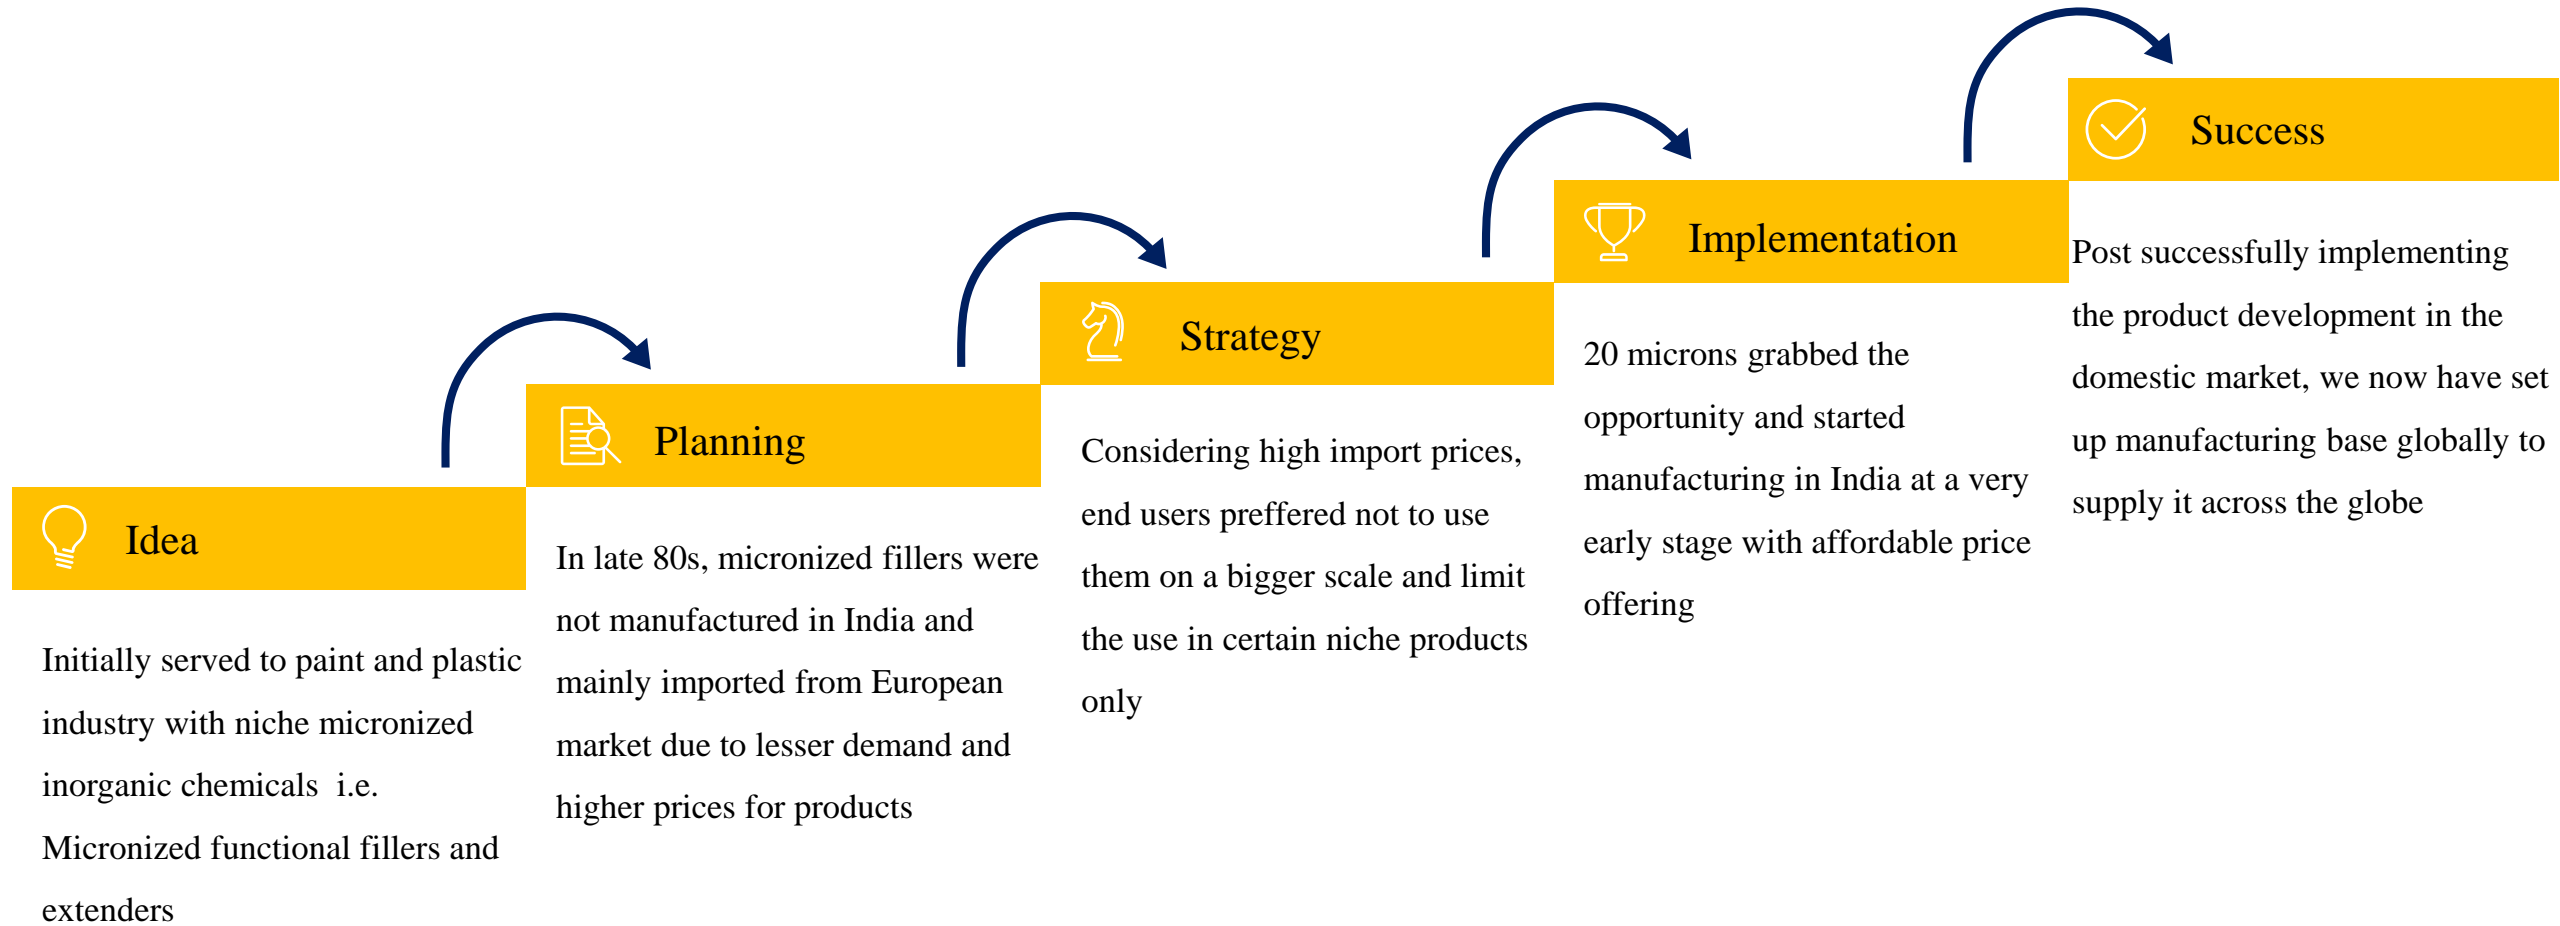 Idea
Initially served to paint and plastic
industry with niche micronized
inorganic chemicals  i.e.
Micronized functional fillers and
extenders
Planning
In late 80s, micronized fillers were
not manufactured in India and
mainly imported from European
market due to lesser demand and
higher prices for products
Strategy
Considering high import prices,
end users preffered not to use
them on a bigger scale and limit
the use in certain niche products
only
Implementation
20 microns grabbed the
opportunity and started
manufacturing in India at a very
early stage with affordable price
offering
Success
Post successfully implementing
the product development in the
domestic market, we now have set
up manufacturing base globally to
supply it across the globe